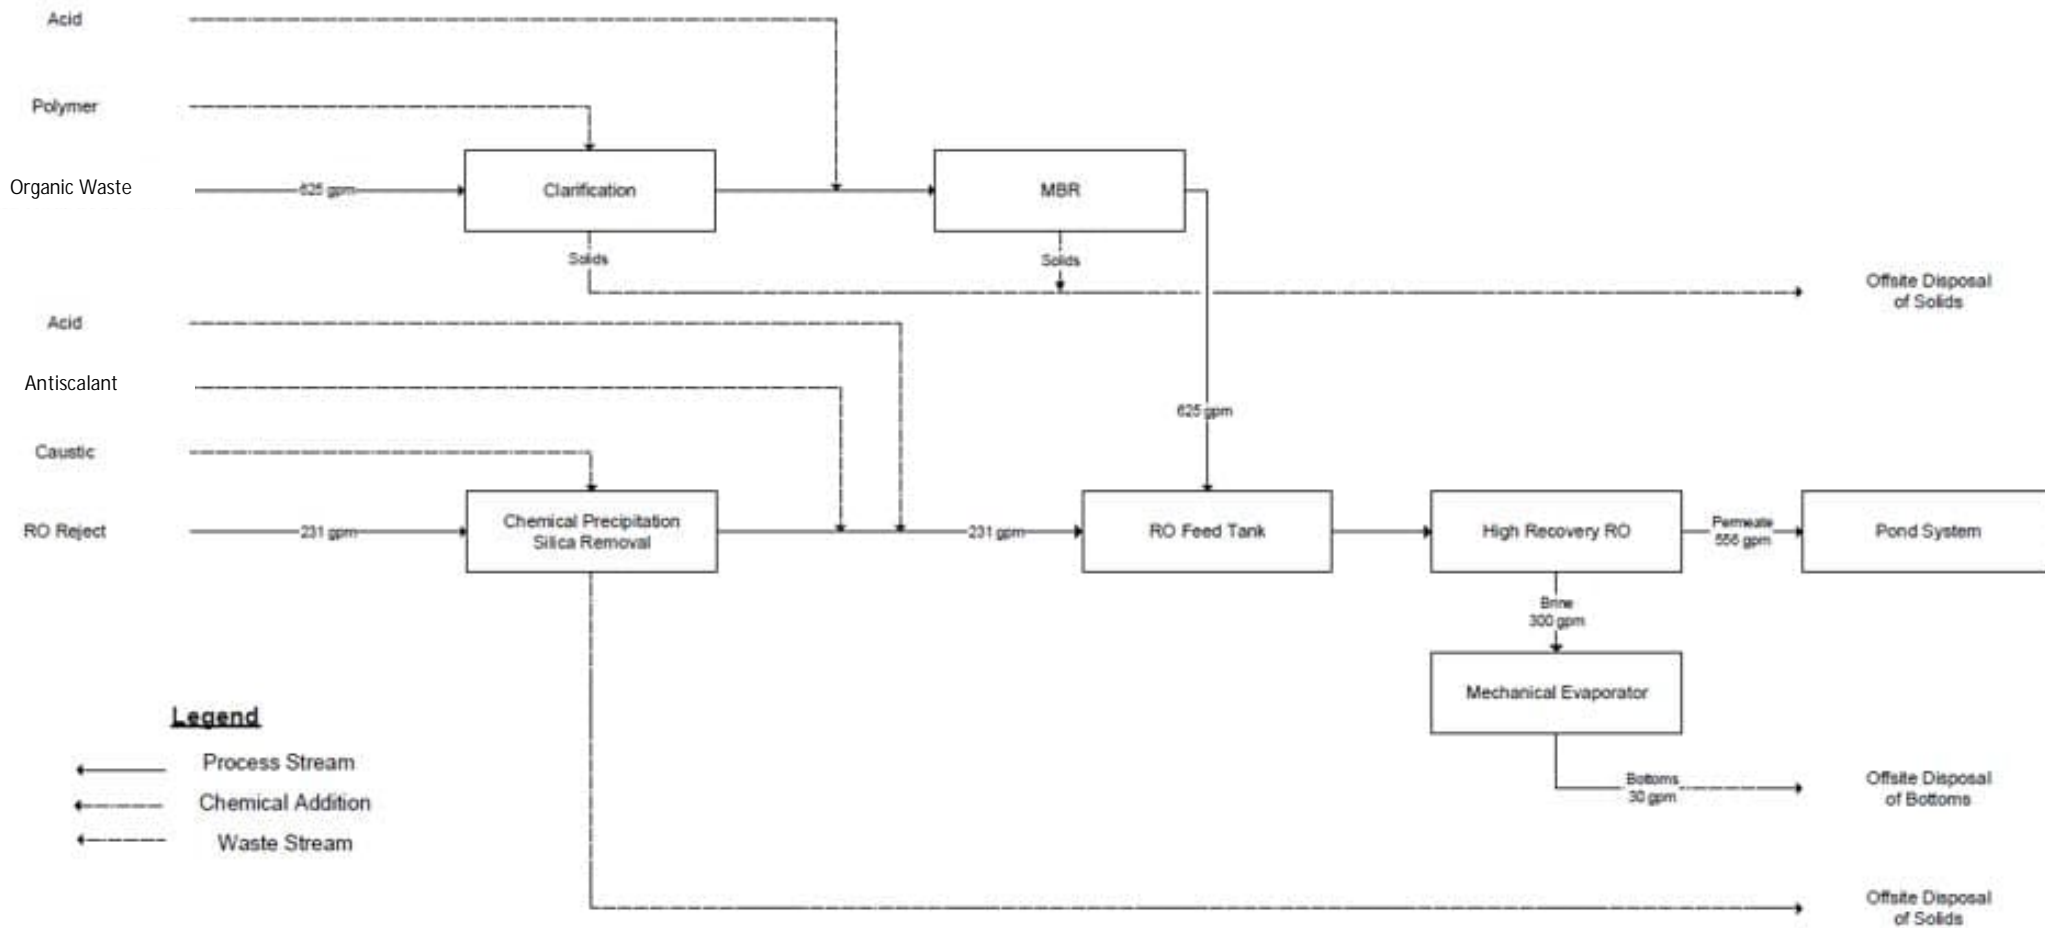 Acid
Polymer
Organic Waste
625 gpm
Clarification
MBR
Solids
Solids
Offsite Disposal
of Solids
Acid
Antiscalant
625 gpm
Caustic
RO Reject
231 gpm
Chemical Precipitation
Silica Removal
231 gpm
RO Feed Tank
High Recovery RO
Permeate
556 gpm
Pond System
Brine
300 gpm
Mechanical Evaporator
Bottoms
30 gpm
Offsite Disposal
of Bottoms
Legend
Process Stream
Chemical Addition
Waste Stream
Offsite Disposal
of Solids